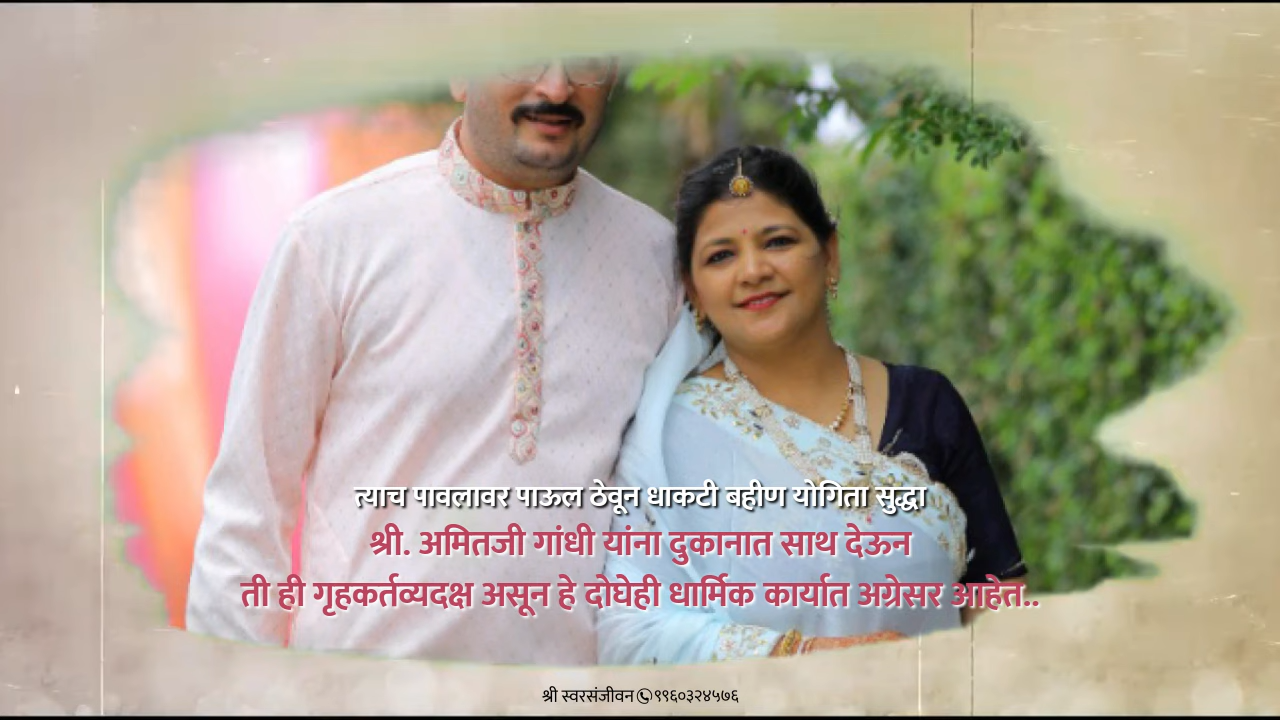 त्याच पावलावर पाऊल ठेवून धाकटी बहीण योगिता सुद्धा
श्री. अमितजी गांधी यांना दुकानात साथ देऊन
ती ही गृहकर्तव्यदक्ष असून हे दोघेही धार्मिक कार्यात अग्रेसर आहेत..
श्री स्वरसंजीवन ९९६०३२४५७६